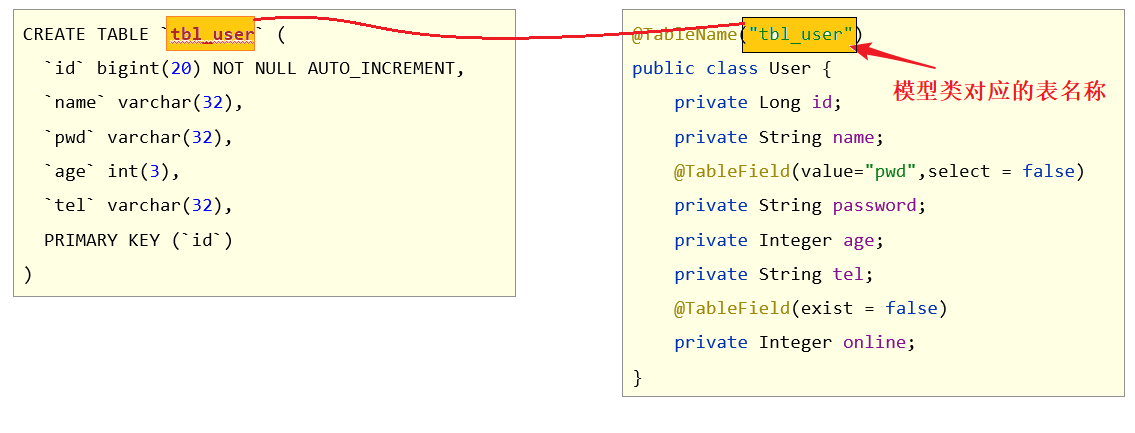 CREATE TABLE `tbl_user` (
`id` bigint(20) NOT NULL AUTO_INCREMENT,
`name` varchar(32),
`pwd` varchar(32),
`age` int(3),
`tel` varchar(32),
PRIMARY KEY (`id`)
)
@TableName("tbl_user")
public class User {
private Long id;
private String name;
@TableField(value="pwd",select = false)
private String password;
private Integer age;
private String tel;
@TableField(exist = false)
private Integer online;
}
模型类对应的表名称